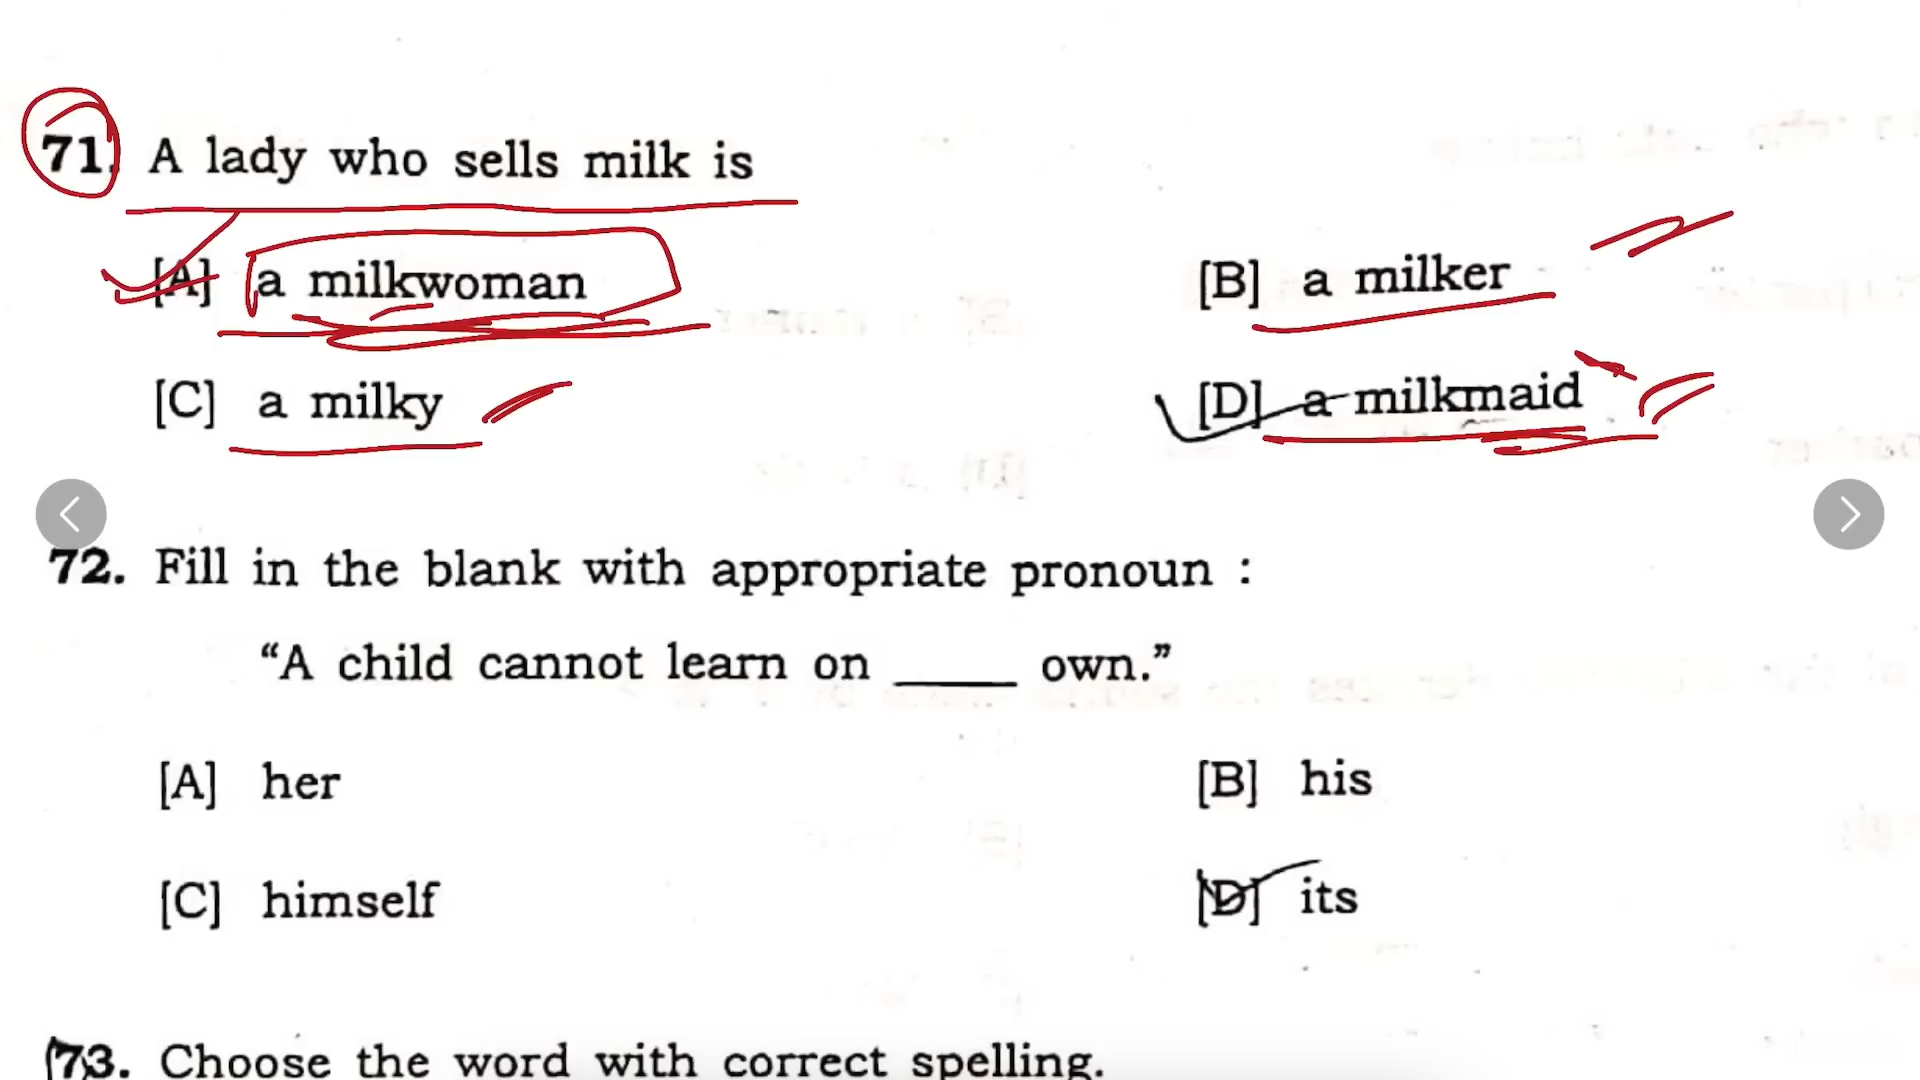 71. A lady who sells milk is
[A] a milkwoman
[B] a milker
[C] a milky
[D] a milkmaid
72. Fill in the blank with appropriate pronoun :
“A child cannot learn on _____ own.”
[A] her
[B] his
[C] himself
[D] its
73. Choose the word with correct spelling.